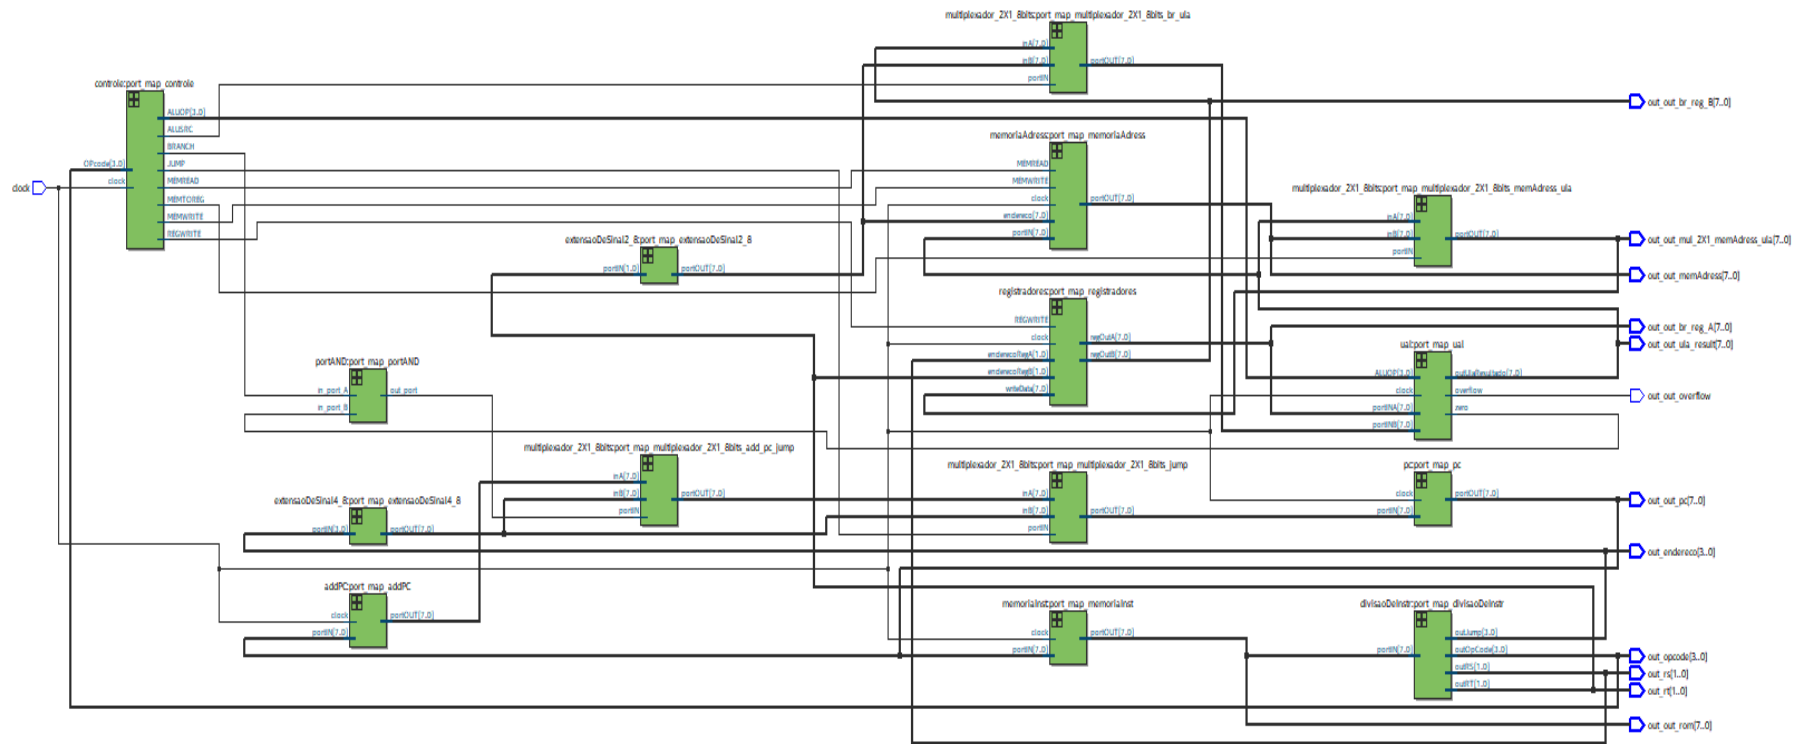 multiplexador_2X1_8bits:port_map_multiplexador_2X1_8bits_br_ula
inA[7..0]
inB[7..0]
portIN
portOUT[7..0]
controle:port_map_controle
OPcode[3..0]
clock
ALUOP[3..0]
ALUSRC
BRANCH
JUMP
MEMREAD
MEMTOREG
MEMWRITE
REGWRITE
clock
out_out_br_reg_B[7..0]
memoriaAdress:port_map_memoriaAdress
MEMREAD
MEMWRITE
clock
endereco[7..0]
portIN[7..0]
portOUT[7..0]
multiplexador_2X1_8bits:port_map_multiplexador_2X1_8bits_memAdress_ula
inA[7..0]
inB[7..0]
portIN
portOUT[7..0]
out_out_mul_2X1_memAdress_ula[7..0]
out_out_memAdress[7..0]
extensaoDeSinal2_8:port_map_extensaoDeSinal2_8
portIN[1..0]
portOUT[7..0]
registradores:port_map_registradores
REGWRITE
clock
enderecoRegA[1..0]
enderecoRegB[1..0]
writeData[7..0]
regOutA[7..0]
regOutB[7..0]
out_out_br_reg_A[7..0]
out_out_ula_result[7..0]
ual:port_map_ual
ALUOP[3..0]
clock
portINA[7..0]
portINB[7..0]
outUlaResultado[7..0]
overflow
zero
out_out_overflow
portAND:port_map_portAND
in_port_A
in_port_B
out_port
multiplexador_2X1_8bits:port_map_multiplexador_2X1_8bits_add_pc_jump
inA[7..0]
inB[7..0]
portIN
portOUT[7..0]
multiplexador_2X1_8bits:port_map_multiplexador_2X1_8bits_jump
inA[7..0]
inB[7..0]
portIN
portOUT[7..0]
pc:port_map_pc
clock
portIN[7..0]
portOUT[7..0]
out_out_pc[7..0]
extensaoDeSinal4_8:port_map_extensaoDeSinal4_8
portIN[3..0]
portOUT[7..0]
out_endereco[3..0]
addPC:port_map_addPC
clock
portIN[7..0]
portOUT[7..0]
memoriaInst:port_map_memoriaInst
clock
portIN[7..0]
portOUT[7..0]
divisaoDeInstr:port_map_divisaoDeInstr
portIN[7..0]
outJump[3..0]
outOpCode[3..0]
outRS[1..0]
outRT[1..0]
out_opcode[3..0]
out_rs[1..0]
out_rt[1..0]
out_out_rom[7..0]